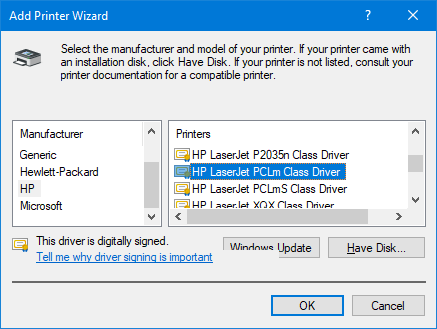 Add Printer Wizard
Select the manufacturer and model of your printer. If your printer came with
an installation disk, click Have Disk. If your printer is not listed, consult your
printer documentation for a compatible printer.
Manufacturer
Generic
Hewlett-Packard
HP
Microsoft
Printers
HP LaserJet P2035n Class Driver
HP LaserJet PCLm Class Driver
HP LaserJet PCLmS Class Driver
HP LaserJet XQX Class Driver
This driver is digitally signed.
Tell me why driver signing is important
Windows Update
Have Disk...
OK
Cancel